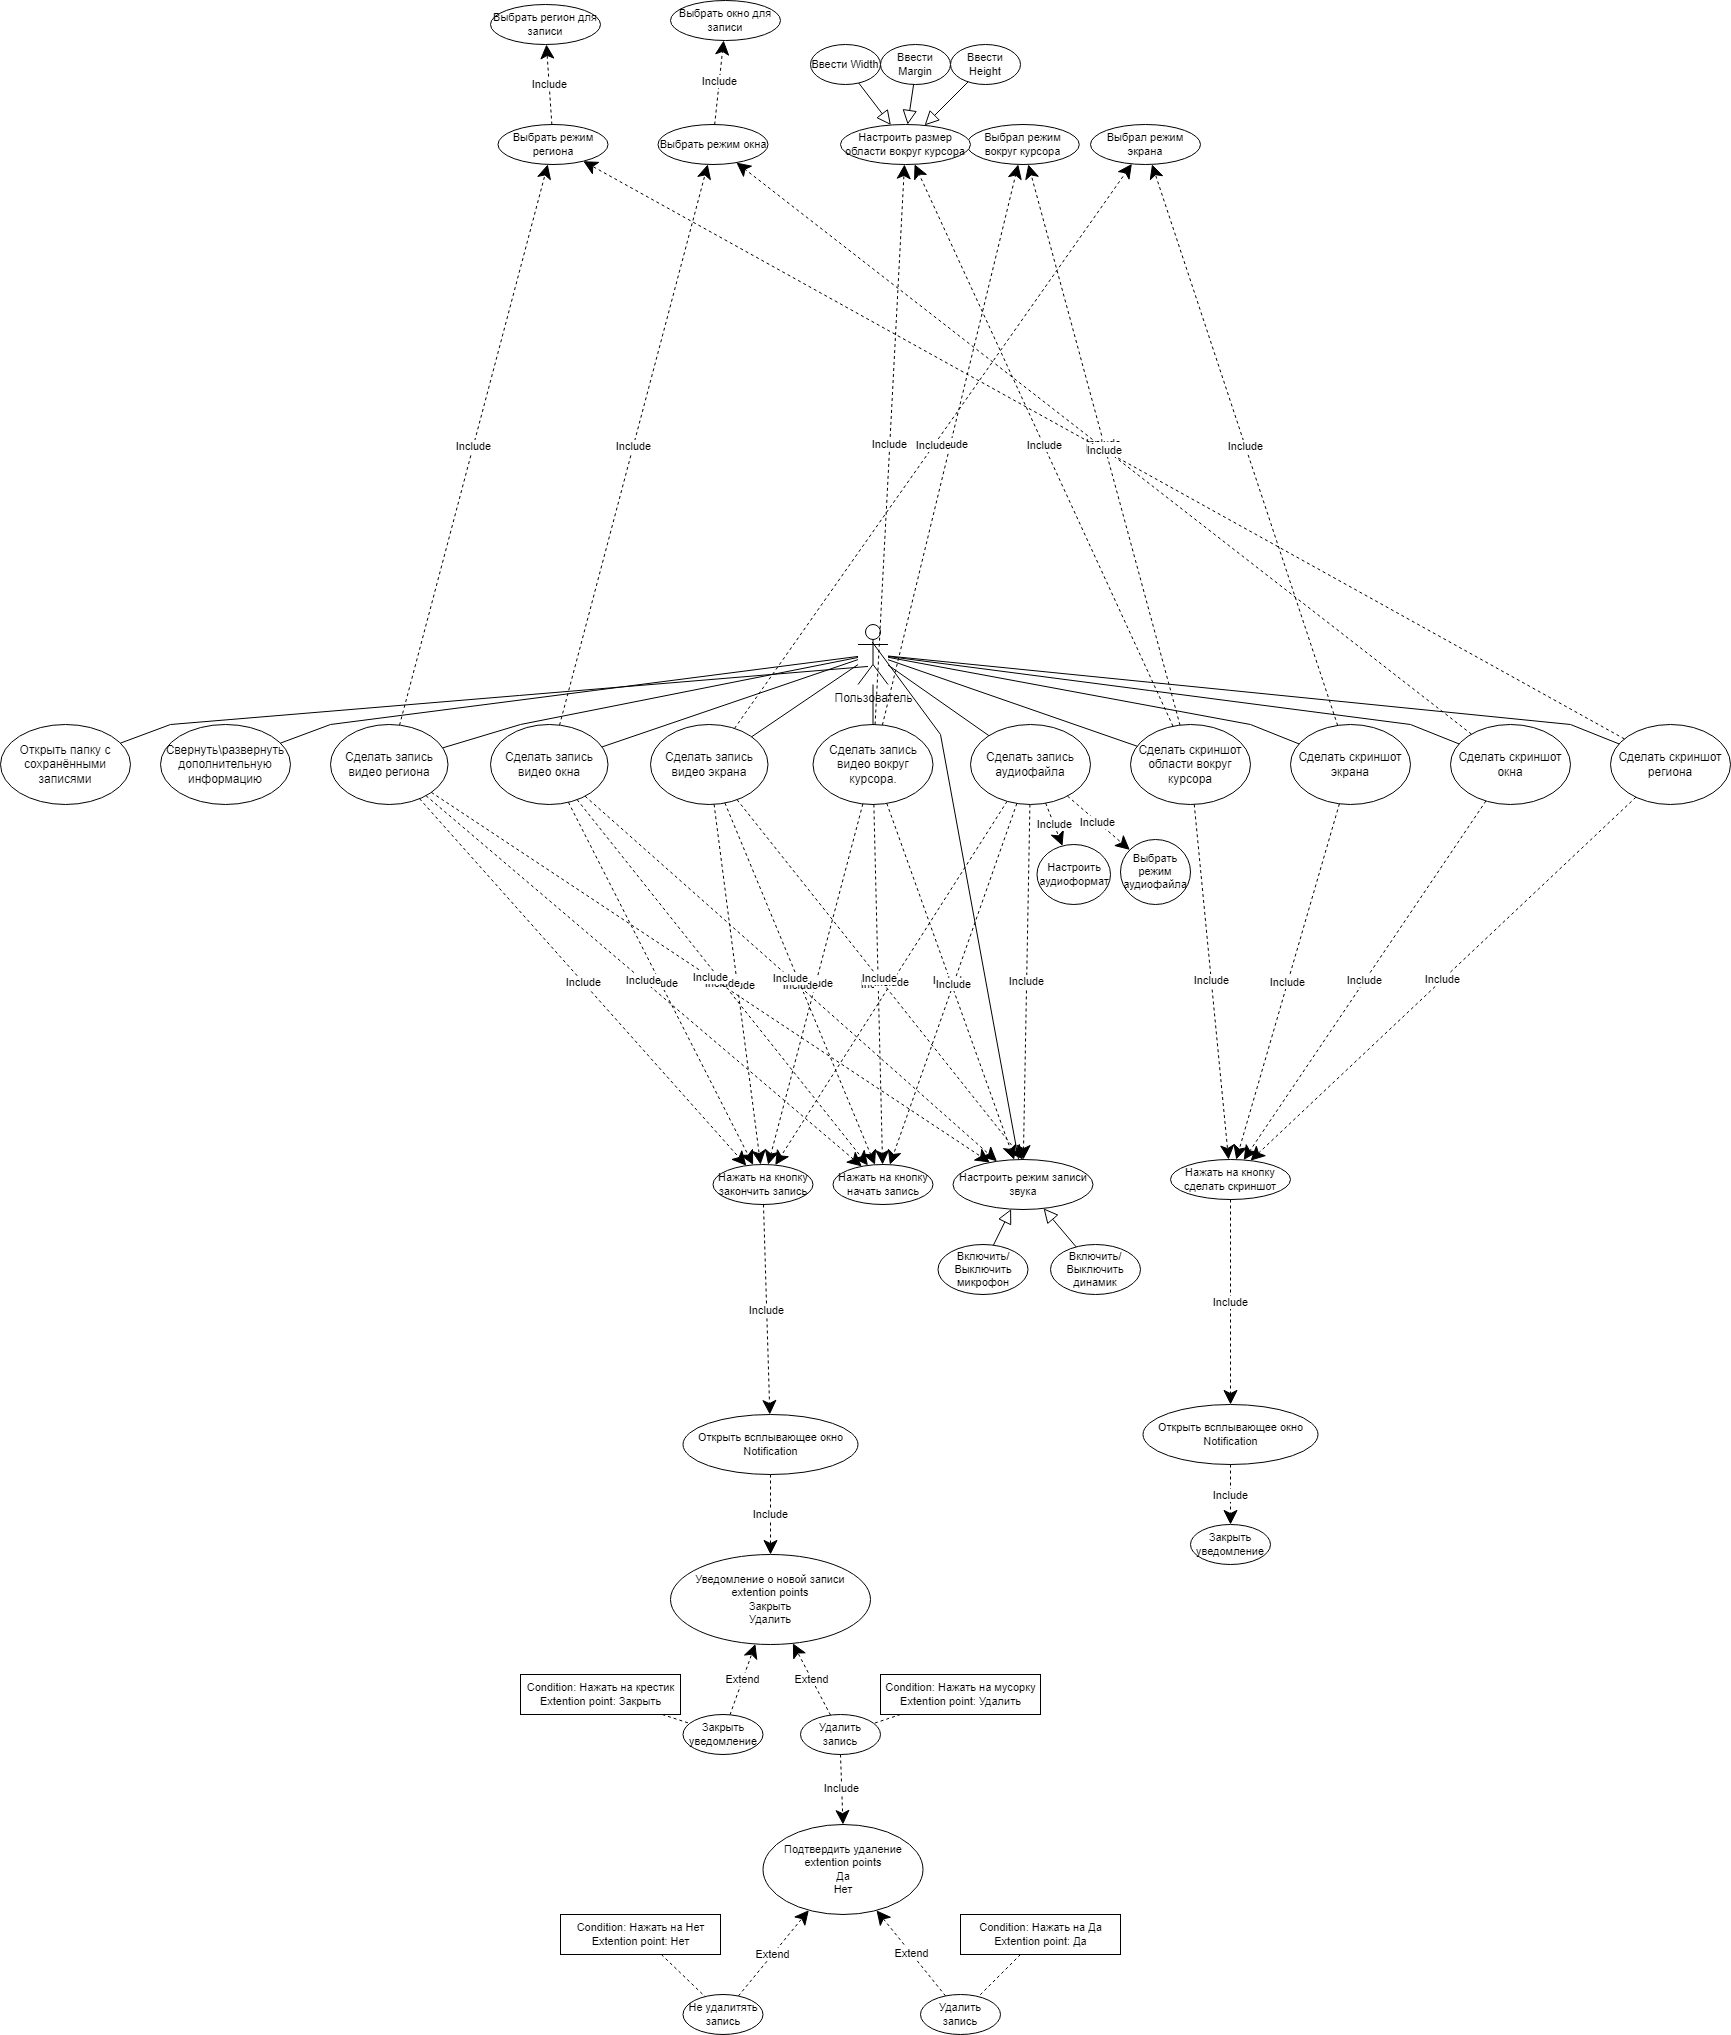 Выбрать регион для
записи
Выбрать окно для
записи
Ввести Width
Ввести
Margin
Ввести
Height
Include
Include
Выбрать режим
региона
Выбрать режим окна
Настроить размер
области вокруг курсора
Выбрал режим
вокруг курсора
Выбрал режим
экрана
Include
Include
Include
Include
ude
Include
Include
Include
Пользователь
Открыть папку с
сохранёнными
записями
Свернуть\развернуть
дополнительную
информацию
Сделать запись
видео региона
Сделать запись
видео окна
Сделать запись
видео экрана
Сделать запись
видео вокруг
курсора.
Сделать запись
аудиофайла
Сделать скриншот
области вокруг
курсора
Сделать скриншот
экрана
Сделать скриншот
окна
Сделать скриншот
региона
Include
Include
Настроить
аудиоформат
Выбрать
режим
аудиофайла
Include
Include
ude
Include
Include
ude
Include
Include
ude
Include
ude
Include
Include
Include
Include
Include
Include
Нажать на кнопку
закончить запись
Нажать на кнопку
начать запись
Настроить режим записи
звука
Нажать на кнопку
сделать скриншот
Включить/
Выключить
микрофон
Включить/
Выключить
динамик
Include
Include
Открыть всплывающее окно
Notification
Открыть всплывающее окно
Notification
Include
Include
Закрыть
уведомление
Уведомление о новой записи
extention points
Закрыть
Удалить
Extend
Extend
Condition: Нажать на крестик
Extention point: Закрыть
Condition: Нажать на мусорку
Extention point: Удалить
Закрыть
уведомление
Удалить
запись
Include
Подтвердить удаление
extention points
Да
Нет
Condition: Нажать на Нет
Extention point: Нет
Condition: Нажать на Да
Extention point: Да
Extend
Extend
Не удалитять
запись
Удалить
запись